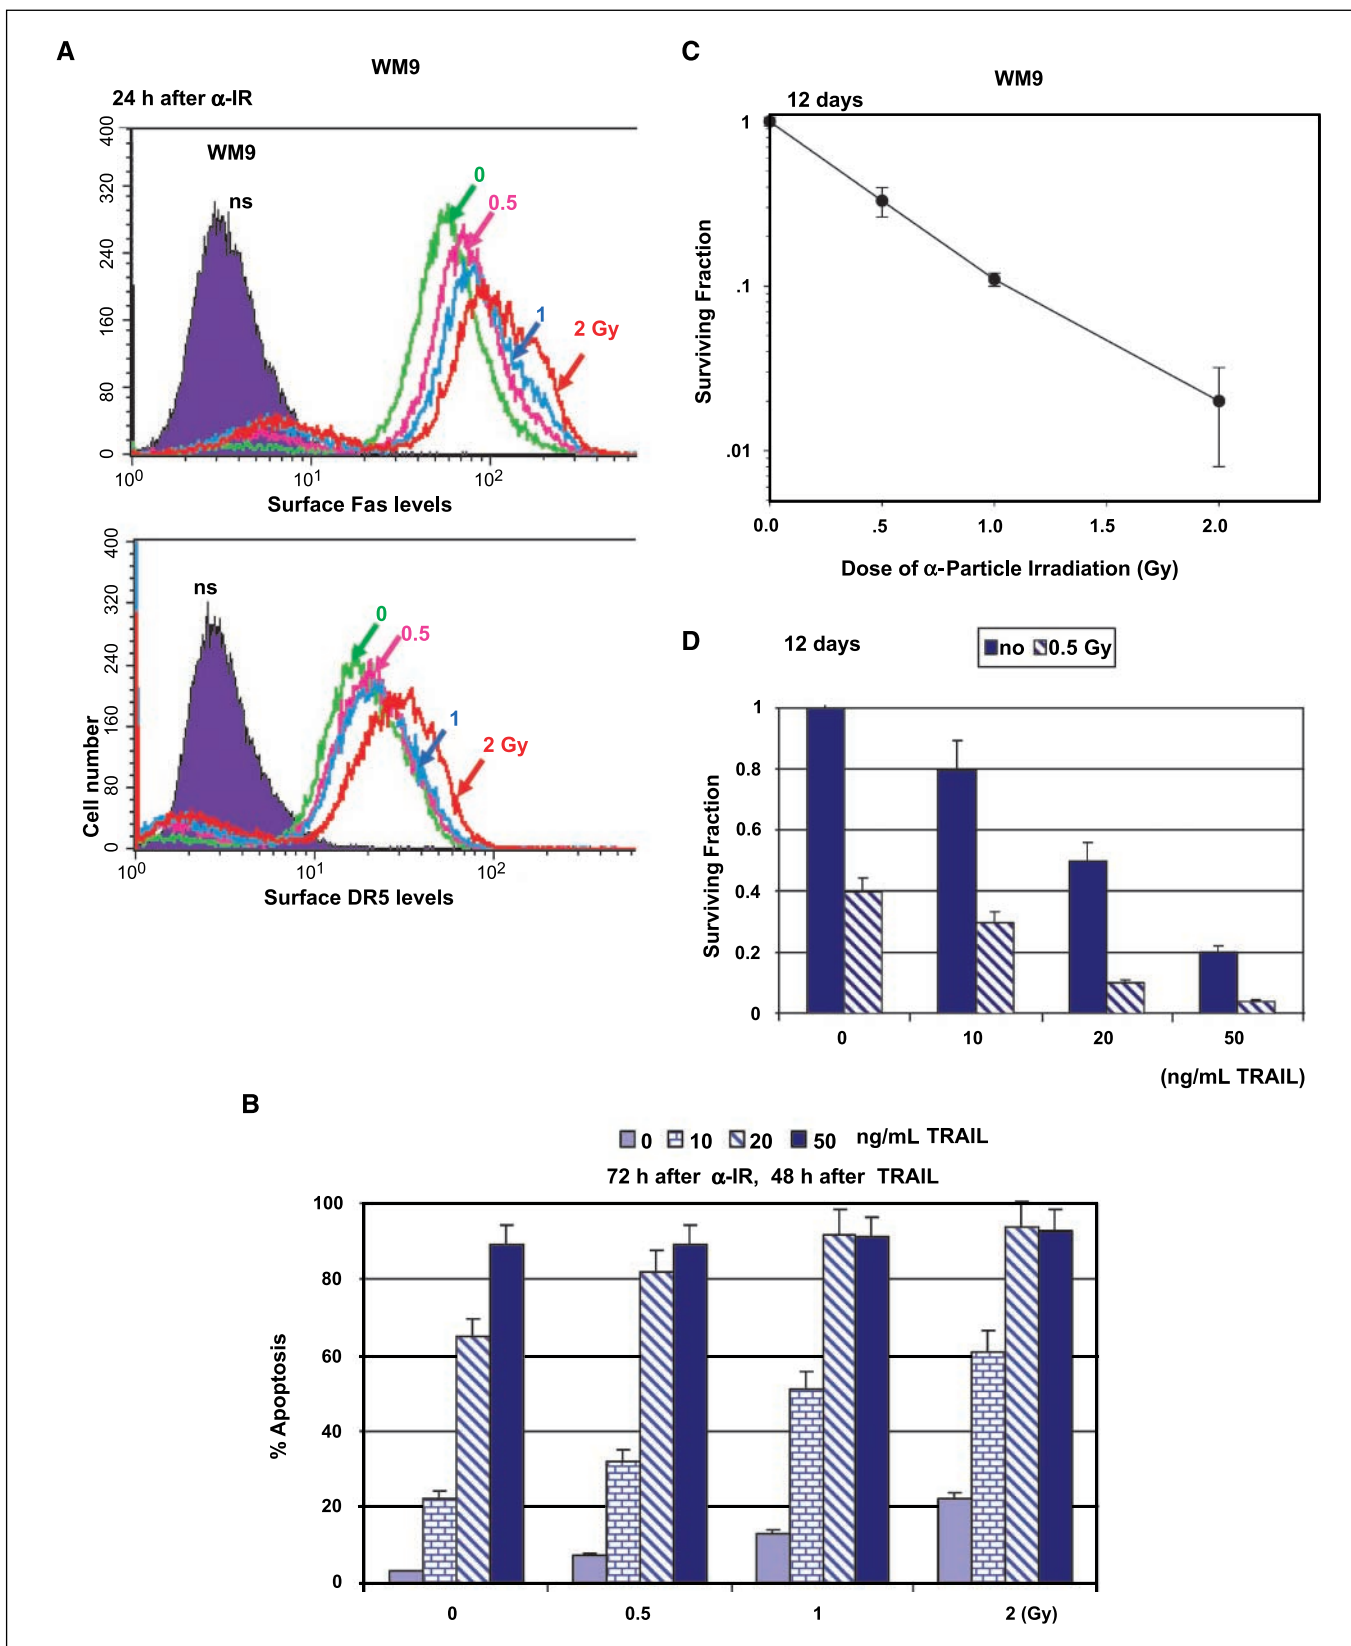 A
WM9
24 h after α-IR
400
320
240
160
80
0
WM9
ns
0
0.5
1
2 Gy
10⁰ 10¹ 10²
Surface Fas levels
400
320
240
160
80
0
Cell number
ns
0
0.5
1
2 Gy
10⁰ 10¹ 10²
Surface DR5 levels
C
WM9
12 days
1
.1
.01
Surviving Fraction
0.0 .5 1.0 1.5 2.0
Dose of α-Particle Irradiation (Gy)
D
12 days
no 0.5 Gy
1
0.8
0.6
0.4
0.2
0
Surviving Fraction
0 10 20 50
(ng/mL TRAIL)
B
0 10 20 50 ng/mL TRAIL
72 h after α-IR, 48 h after TRAIL
100
80
60
40
20
0
% Apoptosis
0 0.5 1 2 (Gy)